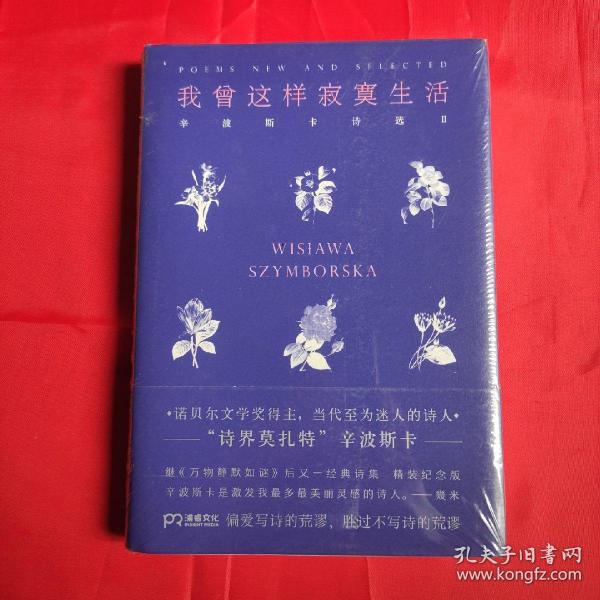 POEMS NEW AND SELECTED
我曾这样寂寞生活
辛波斯卡诗选 II
WISŁAWA
SZYMBORSKA
诺贝尔文学奖得主，当代至为迷人的诗人
——“诗界莫扎特”辛波斯卡——
继《万物静默如谜》后又一经典诗集 精装纪念版
辛波斯卡是激发我最多最美丽灵感的诗人。——幾米
浦睿文化
INSIGHT MEDIA
偏爱写诗的荒谬，胜过不写诗的荒谬
孔夫子旧书网
www.kongfz.com